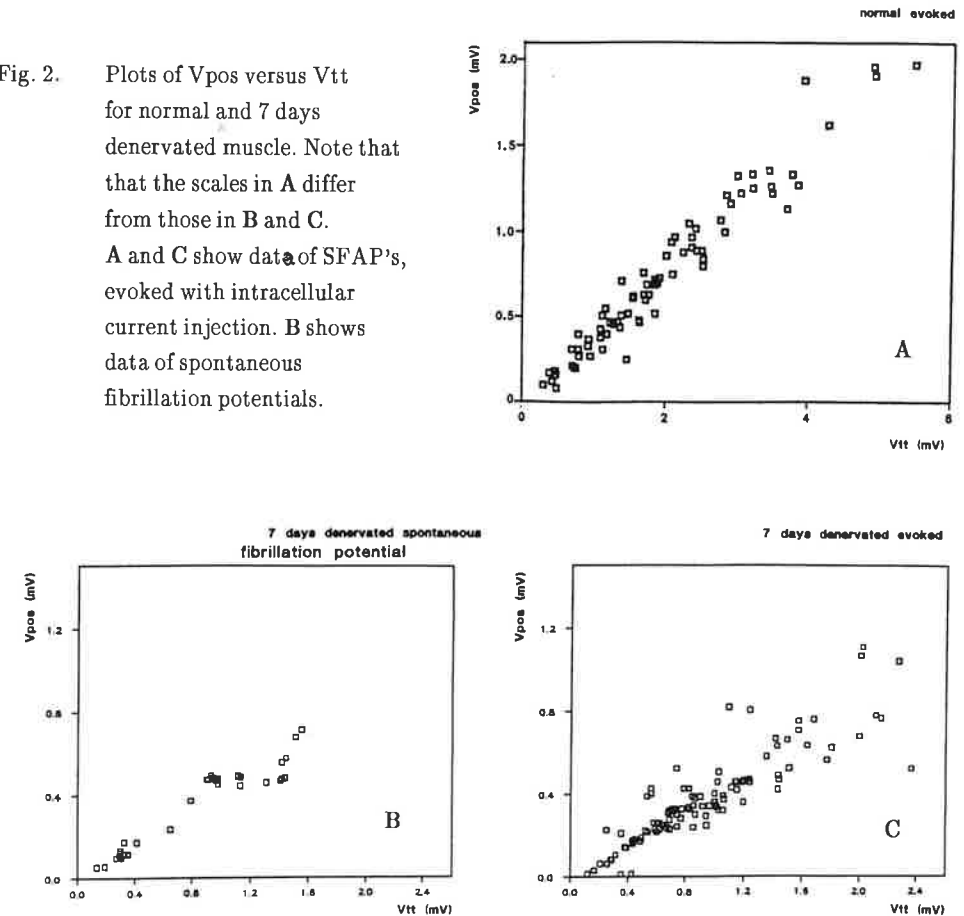 normal evoked
Fig. 2. Plots of Vpos versus Vtt
for normal and 7 days
denervated muscle. Note that
that the scales in A differ
from those in B and C.
A and C show data of SFAP's,
evoked with intracellular
current injection. B shows
data of spontaneous
fibrillation potentials.
Vpos (mV)
2.0
1.5
1.0
0.5
0
0 2 4 6
Vtt (mV)
A
7 days denervated spontaneous
fibrillation potential
Vpos (mV)
1.2
0.8
0.4
0.0
0.0 0.4 0.8 1.2 1.6 2.0 2.4
Vtt (mV)
B
7 days denervated evoked
Vpos (mV)
1.2
0.8
0.4
0.0
0.0 0.4 0.8 1.2 1.6 2.0 2.4
Vtt (mV)
C